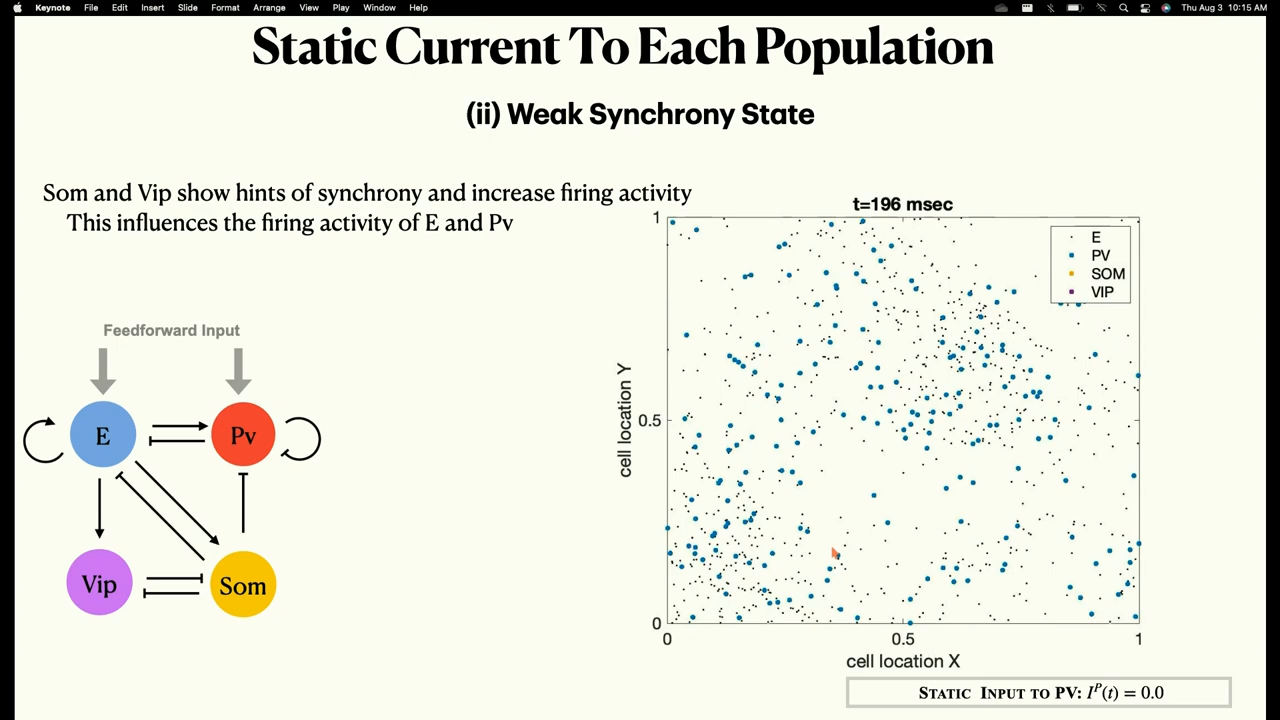 Keynote File Edit Insert Slide Format Arrange View Play Window Help Thu Aug 3 10:15 AM
Static Current To Each Population
(ii) Weak Synchrony State
Som and Vip show hints of synchrony and increase firing activity
This influences the firing activity of E and Pv
Feedforward Input
E
Pv
Vip
Som
t=196 msec
E
PV
SOM
VIP
1
0.5
0
cell location Y
0
0.5
1
cell location X
STATIC INPUT TO PV: I^P(t) = 0.0